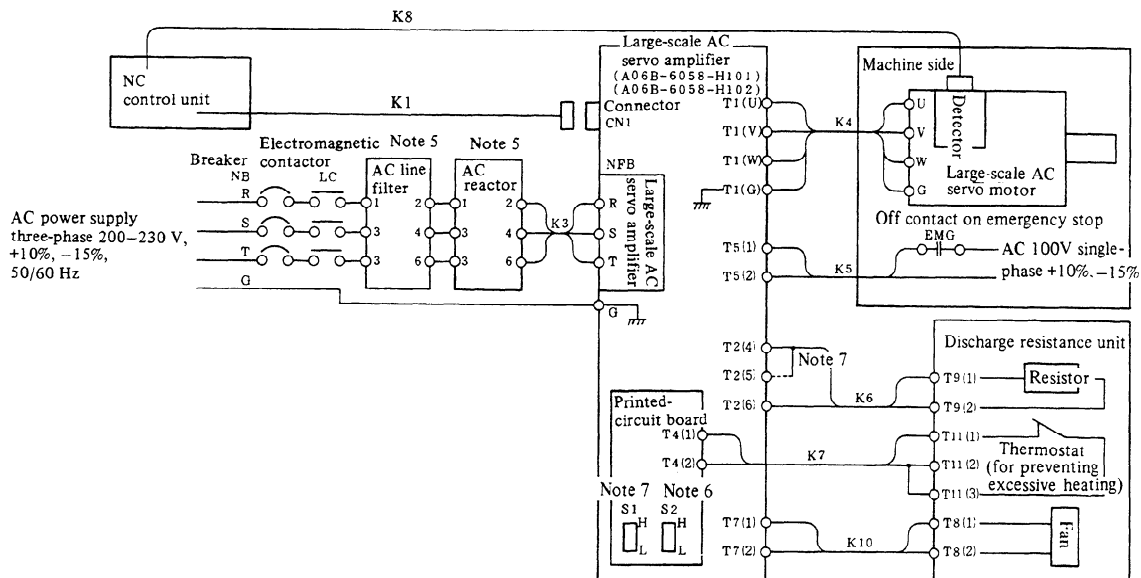 K8
NC
control unit
K1
Large-scale AC
servo amplifier
(A06B-6058-H101)
(A06B-6058-H102)
Connector
CN1
T1(U)
T1(V)
T1(W)
T1(G)
K4
Machine side
Detector
U
V
W
G
Large-scale AC
servo motor
Off contact on emergency stop
EMG
AC 100V single-
phase +10%, −15%
T5(1)
T5(2)
K5
Breaker
NB
Electromagnetic
contactor
LC
Note 5
AC line
filter
Note 5
AC
reactor
NFB
Large-scale AC
servo amplifier
AC power supply
three-phase 200−230 V,
+10%, −15%,
50/60 Hz
R
S
T
G
1 2 1 2
3 4 3 4
3 6 3 6
K3
R
S
T
G
T2(4)
T2(5)
T2(6)
Note 7
K6
Discharge resistance unit
T9(1)
T9(2)
Resistor
Printed-
circuit board
T4(1)
T4(2)
K7
T11(1)
T11(2)
T11(3)
Thermostat
(for preventing
excessive heating)
Note 7 Note 6
S1 S2
H H
L L
T7(1)
T7(2)
K10
T8(1)
T8(2)
Fan